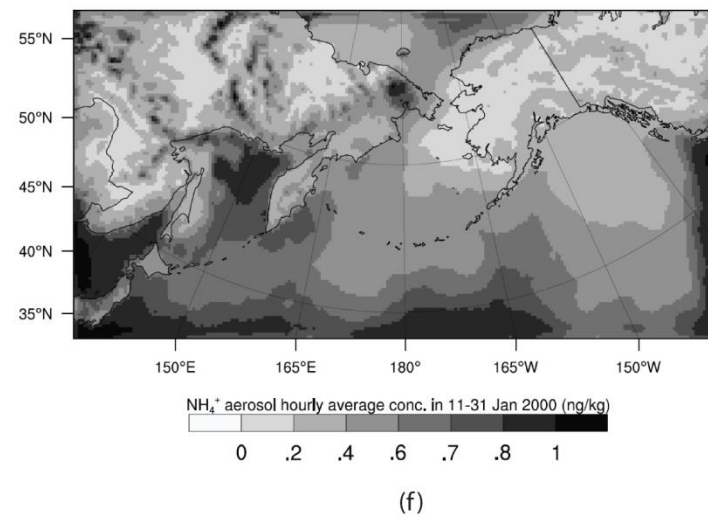 55°N
50°N
45°N
40°N
35°N
150°E 165°E 180° 165°W 150°W
NH₄⁺ aerosol hourly average conc. in 11-31 Jan 2000 (ng/kg)
0 .2 .4 .6 .7 .8 1
(f)